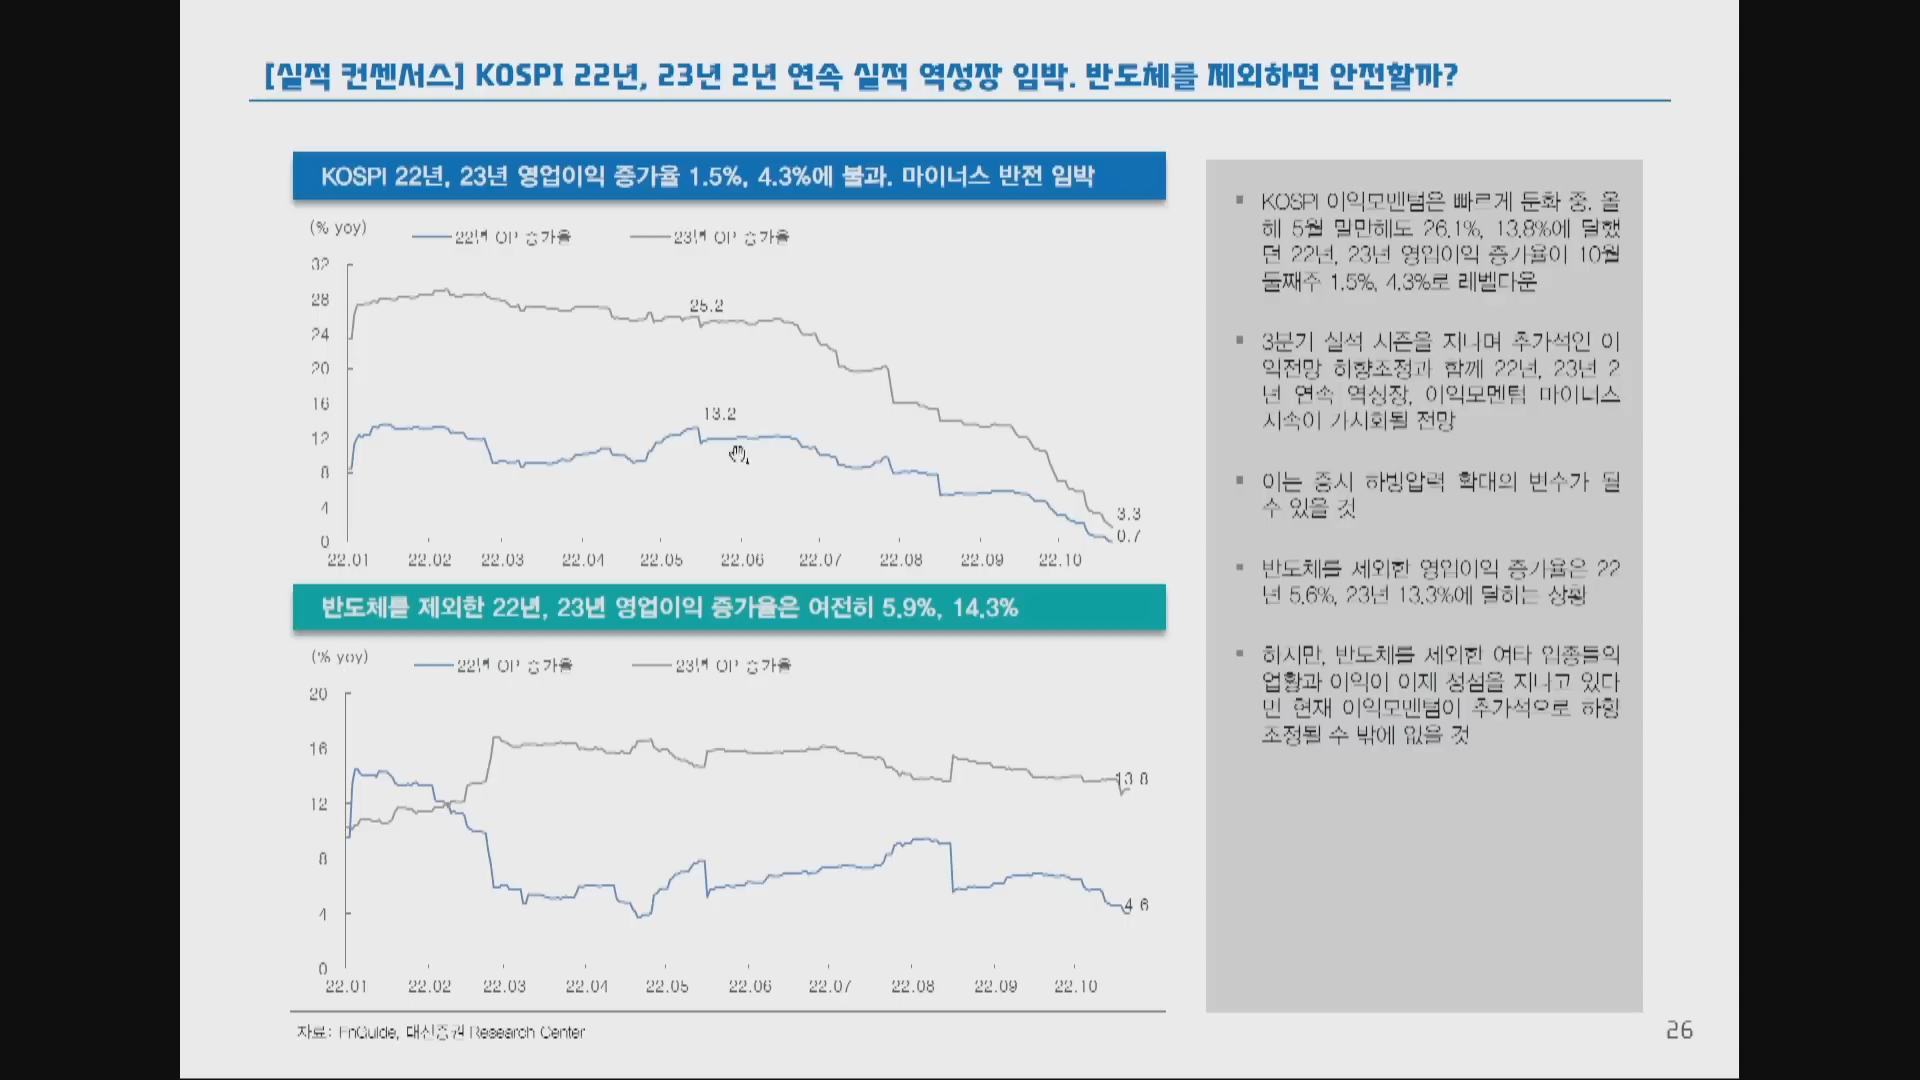 [실적 컨센서스] KOSPI 22년, 23년 2년 연속 실적 역성장 임박. 반도체를 제외하면 안전할까?
KOSPI 22년, 23년 영업이익 증가율 1.5%, 4.3%에 불과. 마이너스 반전 임박
(% yoy)
22년 OP 증가율
23년 OP 증가율
32
28
24
20
16
12
8
4
0
25.2
13.2
3.3
0.7
22.01 22.02 22.03 22.04 22.05 22.06 22.07 22.08 22.09 22.10
반도체를 제외한 22년, 23년 영업이익 증가율은 여전히 5.9%, 14.3%
(% yoy)
22년 OP 증가율
23년 OP 증가율
20
16
12
8
4
0
13.8
4.6
22.01 22.02 22.03 22.04 22.05 22.06 22.07 22.08 22.09 22.10
자료: FnGuide, 대신증권 Research Center
KOSPI 이익모멘텀은 빠르게 둔화 중. 올
해 5월 말만해도 26.1%, 13.8%에 달했
던 22년, 23년 영업이익 증가율이 10월
둘째주 1.5%, 4.3%로 레벨다운
3분기 실적 시즌을 지나며 추가적인 이
익전망 하향조정과 함께 22년, 23년 2
년 연속 역성장, 이익모멘텀 마이너스
지속이 가시화될 전망
이는 증시 하방압력 확대의 변수가 될
수 있을 것
반도체를 제외한 영업이익 증가율은 22
년 5.6%, 23년 13.3%에 달하는 상황
하지만, 반도체를 제외한 여타 업종들의
업황과 이익이 이제 정점을 지나고 있다
면 현재 이익모멘텀이 추가적으로 하향
조정될 수 밖에 없을 것
26